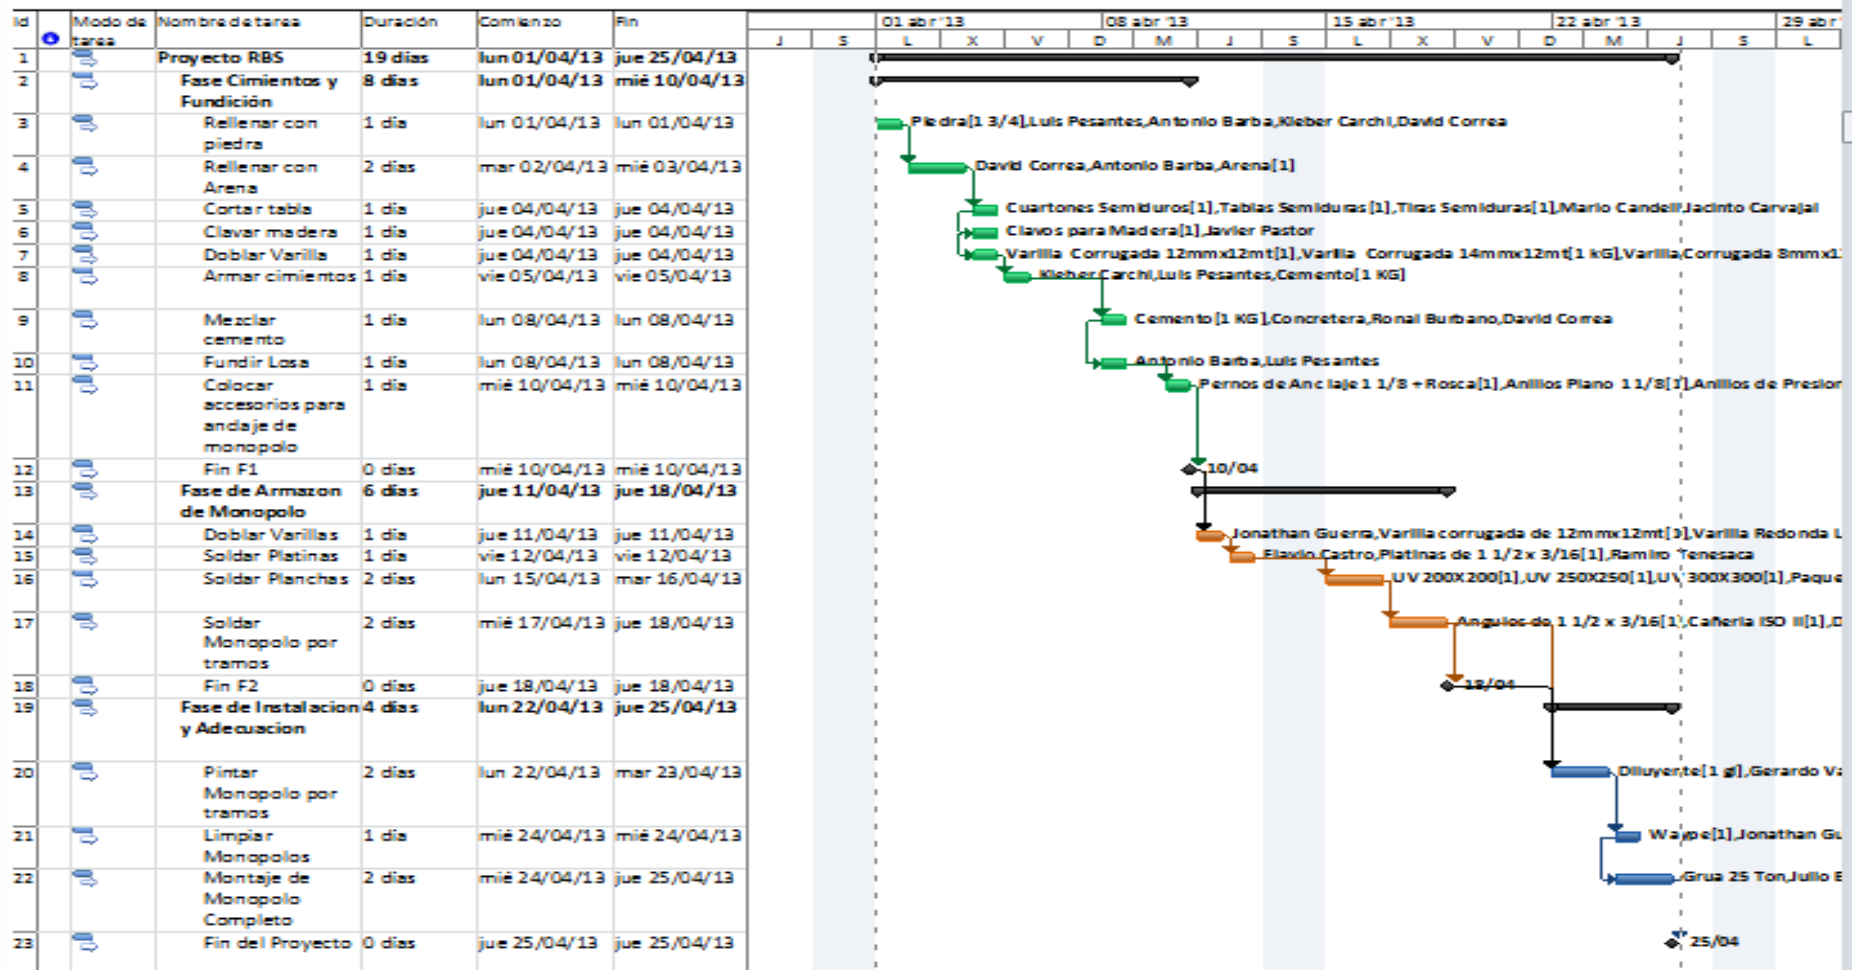 Id Modo de tarea Nombre de tarea Duración Comienzo Fin 01 abr '13 08 abr '13 15 abr '13 22 abr '13 29 abr '
J S L X V D M J S L X V D M J S L
1 Proyecto RBS 19 días lun 01/04/13 jue 25/04/13
2 Fase Cimientos y Fundición 8 días lun 01/04/13 mié 10/04/13
3 Rellenar con piedra 1 día lun 01/04/13 lun 01/04/13 Piedra[1 3/4],Luis Pesantes,Antonio Barba,Kleber Carchi,David Correa
4 Rellenar con Arena 2 días mar 02/04/13 mié 03/04/13 David Correa,Antonio Barba,Arena[1]
5 Cortar tabla 1 día jue 04/04/13 jue 04/04/13 Cuartones Semiduros[1],Tablas Semiduras[1],Tiras Semiduras[1],Mario Candell,Jacinto Carvajal
6 Clavar madera 1 día jue 04/04/13 jue 04/04/13 Clavos para Madera[1],Javier Pastor
7 Doblar Varilla 1 día jue 04/04/13 jue 04/04/13 Varilla Corrugada 12mmx12mt[1],Varilla Corrugada 14mmx12mt[1 kG],Varilla Corrugada 8mmx1
8 Armar cimientos 1 día vie 05/04/13 vie 05/04/13 Kleber Carchi,Luis Pesantes,Cemento[1 KG]
9 Mezclar cemento 1 día lun 08/04/13 lun 08/04/13 Cemento[1 KG],Concretera,Ronal Burbano,David Correa
10 Fundir Losa 1 día lun 08/04/13 lun 08/04/13 Antonio Barba,Luis Pesantes
11 Colocar accesorios para anclaje de monopolo 1 día mié 10/04/13 mié 10/04/13 Pernos de Anclaje 1 1/8 + Rosca[1],Anillos Plano 1 1/8[1],Anillos de Presion
12 Fin F1 0 días mié 10/04/13 mié 10/04/13 10/04
13 Fase de Armazon de Monopolo 6 días jue 11/04/13 jue 18/04/13
14 Doblar Varillas 1 día jue 11/04/13 jue 11/04/13 Jonathan Guerra,Varilla corrugada de 12mmx12mt[1],Varilla Redonda L
15 Soldar Platinas 1 día vie 12/04/13 vie 12/04/13 Flavio Castro,Platinas de 1 1/2 x 3/16[1],Ramiro Tenesaca
16 Soldar Planchas 2 días lun 15/04/13 mar 16/04/13 UV 200X200[1],UV 250X250[1],UV 300X300[1],Paque
17 Soldar Monopolo por tramos 2 días mié 17/04/13 jue 18/04/13 Angulos de 1 1/2 x 3/16[1],Cañeria ISO II[1],D
18 Fin F2 0 días jue 18/04/13 jue 18/04/13 18/04
19 Fase de Instalacion y Adecuacion 4 días lun 22/04/13 jue 25/04/13
20 Pintar Monopolo por tramos 2 días lun 22/04/13 mar 23/04/13 Diluyente[1 gl],Gerardo Va
21 Limpiar Monopolos 1 día mié 24/04/13 mié 24/04/13 Waype[1],Jonathan Gu
22 Montaje de Monopolo Completo 2 días mié 24/04/13 jue 25/04/13 Grua 25 Ton,Julio E
23 Fin del Proyecto 0 días jue 25/04/13 jue 25/04/13 25/04